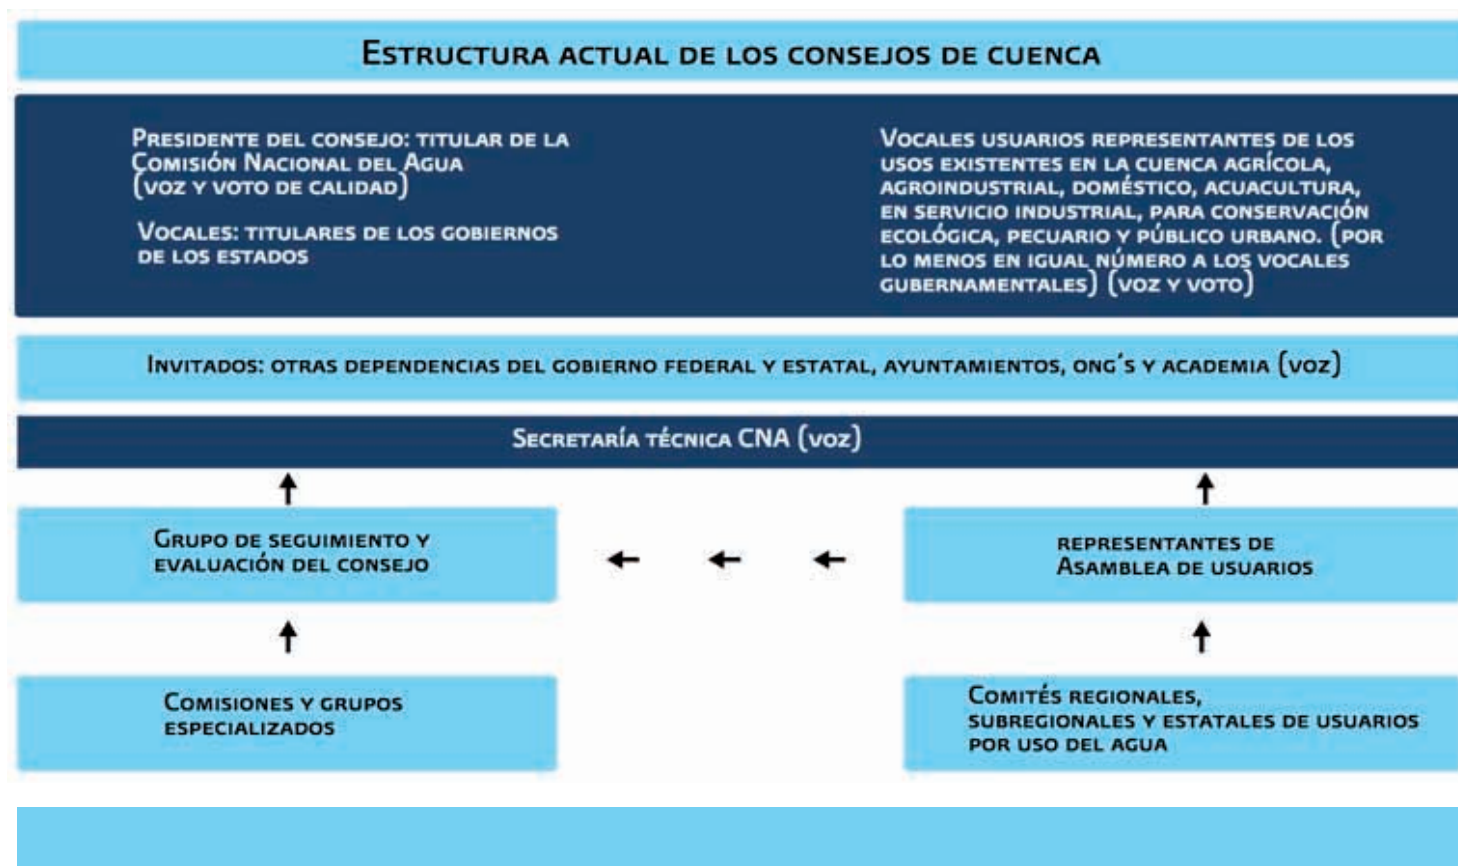 Estructura actual de los consejos de cuenca
Presidente del consejo: titular de la
Comisión Nacional del Agua
(voz y voto de calidad)
Vocales: titulares de los gobiernos
de los estados
Vocales usuarios representantes de los
usos existentes en la cuenca agrícola,
agroindustrial, doméstico, acuacultura,
en servicio industrial, para conservación
ecológica, pecuario y público urbano. (por
lo menos en igual número a los vocales
gubernamentales) (voz y voto)
Invitados: otras dependencias del gobierno federal y estatal, ayuntamientos, ong´s y academia (voz)
Secretaría técnica CNA (voz)
Grupo de seguimiento y
evaluación del consejo
representantes de
Asamblea de usuarios
Comisiones y grupos
especializados
Comités regionales,
subregionales y estatales de usuarios
por uso del agua